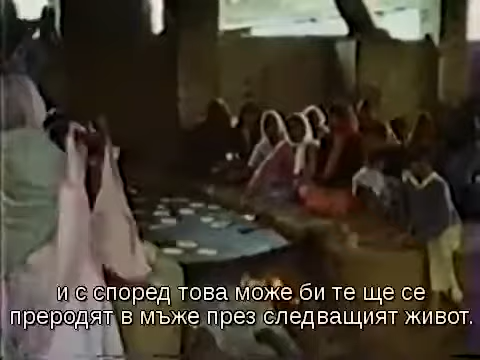 и с според това може би те ще се
преродят в мъже през следващият живот.